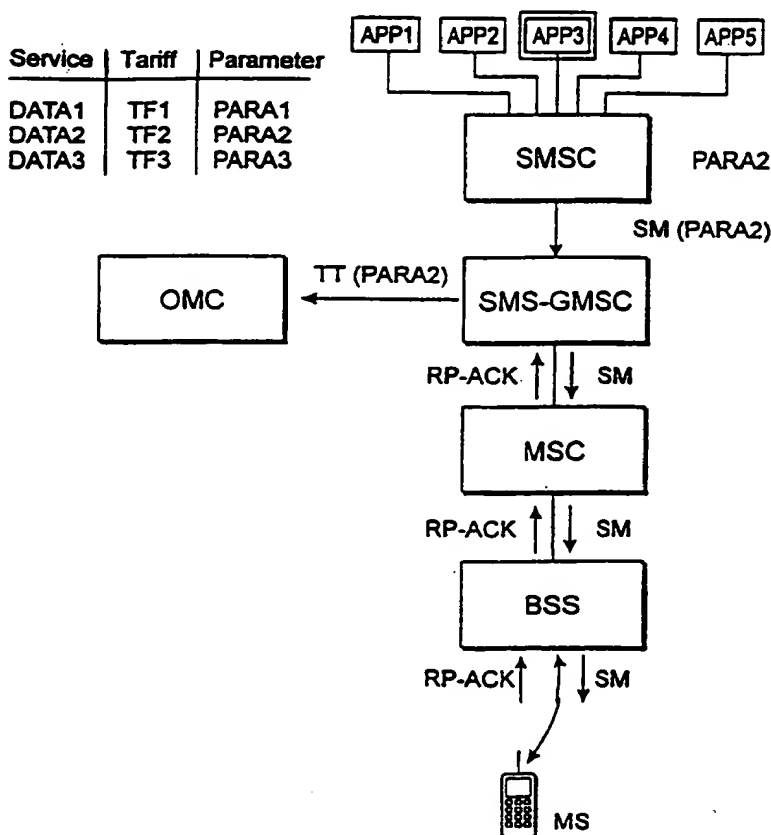 APP1 APP2 APP3 APP4 APP5
Service Tariff Parameter
DATA1 TF1 PARA1
DATA2 TF2 PARA2
DATA3 TF3 PARA3
SMSC PARA2
SM (PARA2)
OMC TT (PARA2) SMS-GMSC
RP-ACK SM
MSC
RP-ACK SM
BSS
RP-ACK SM
MS